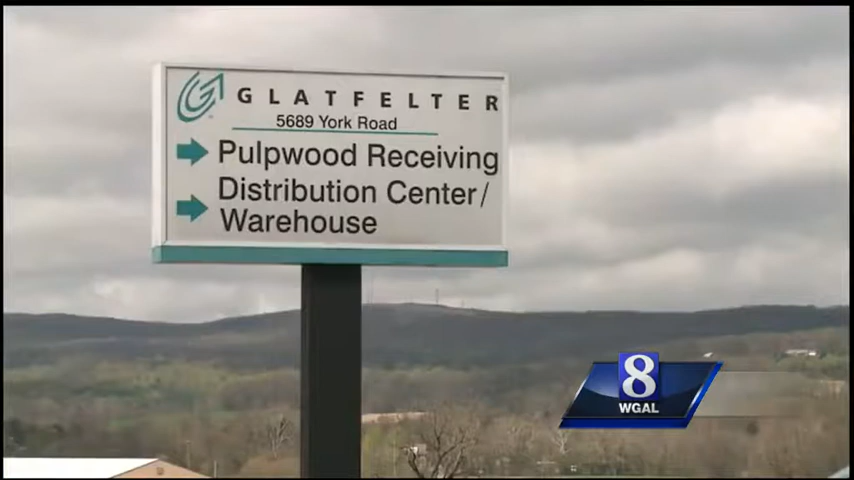 GLATFELTER
5689 York Road
Pulpwood Receiving
Distribution Center/
Warehouse
8
WGAL